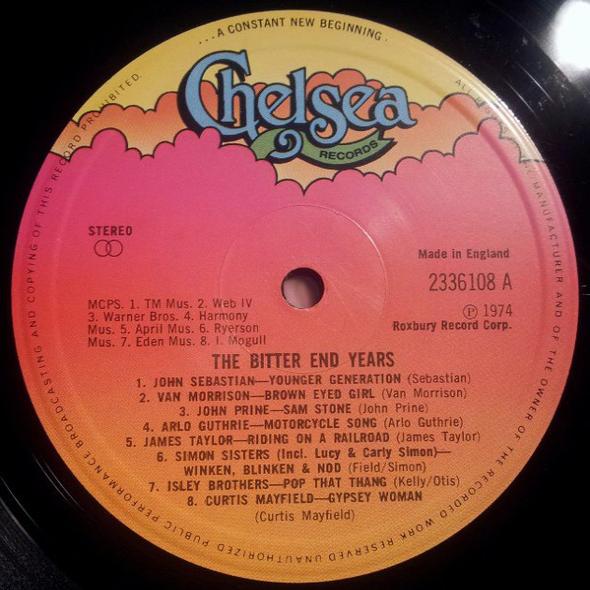 ...A CONSTANT NEW BEGINNING.
Chelsea
RECORDS
STEREO
Made in England
2336108 A
℗ 1974
Roxbury Record Corp.
MCPS. 1. TM Mus. 2. Web IV
3. Warner Bros. 4. Harmony
Mus. 5. April Mus. 6. Ryerson
Mus. 7. Eden Mus. 8. I. Mogull
THE BITTER END YEARS
1. JOHN SEBASTIAN—YOUNGER GENERATION (Sebastian)
2. VAN MORRISON—BROWN EYED GIRL (Van Morrison)
3. JOHN PRINE—SAM STONE (John Prine)
4. ARLO GUTHRIE—MOTORCYCLE SONG (Arlo Guthrie)
5. JAMES TAYLOR—RIDING ON A RAILROAD (James Taylor)
6. SIMON SISTERS (Incl. Lucy & Carly Simon)—
WINKEN, BLINKEN & NOD (Field/Simon)
7. ISLEY BROTHERS—POP THAT THANG (Kelly/Otis)
8. CURTIS MAYFIELD—GYPSEY WOMAN
(Curtis Mayfield)
MANUFACTURER AND OF THE OWNER OF THE RECORDED WORK RESERVED UNAUTHORIZED PUBLIC PERFORMANCE BROADCASTING AND COPYING OF THIS RECORD PROHIBITED.